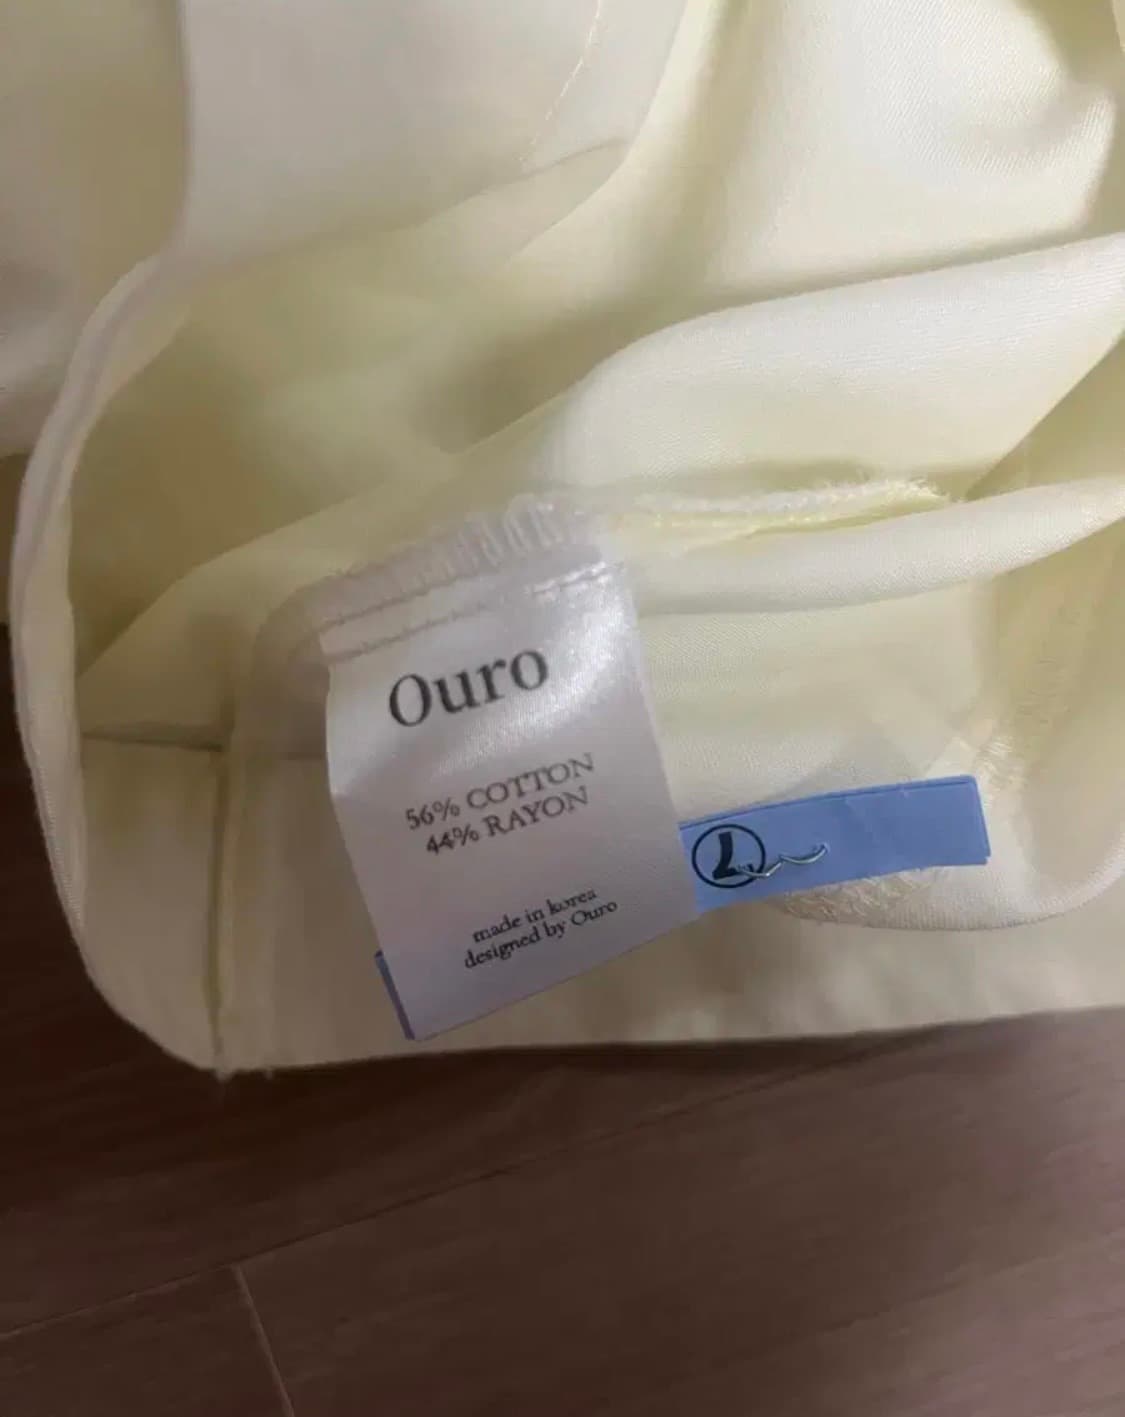 Ouro
56% COTTON
44% RAYON
made in korea
designed by Ouro
L